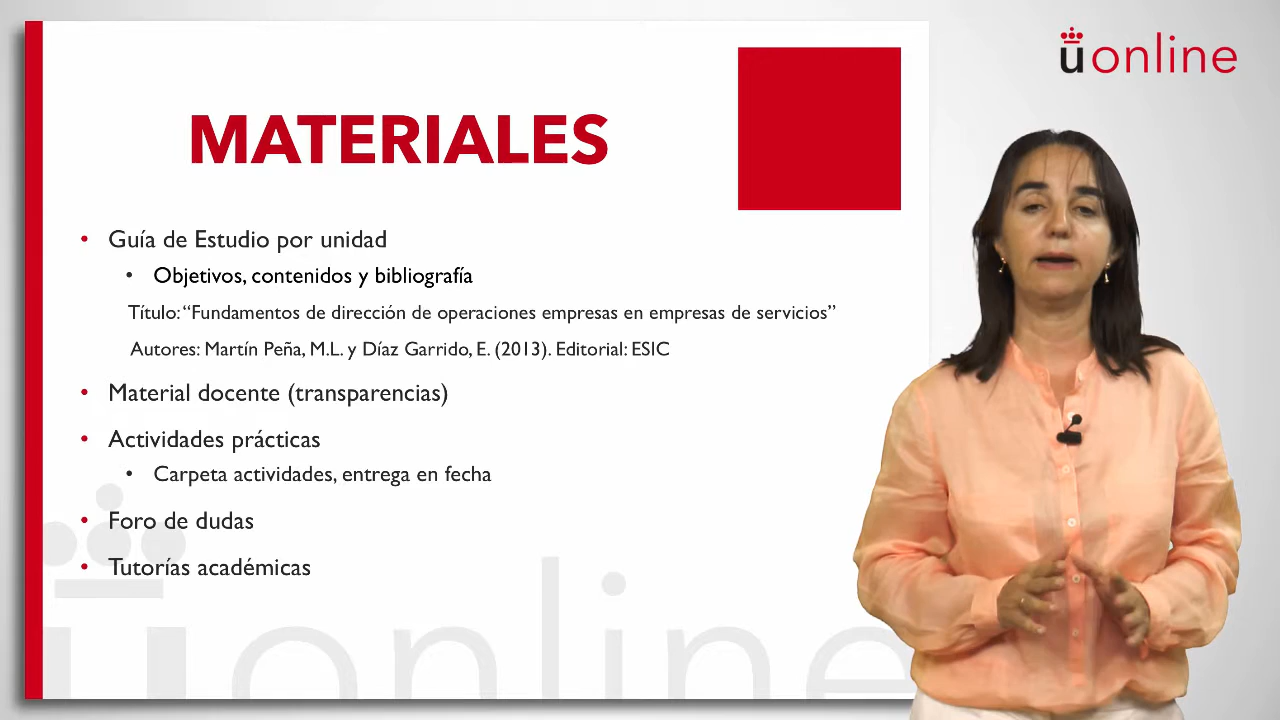 uonline
MATERIALES
• Guía de Estudio por unidad
• Objetivos, contenidos y bibliografía
Título: “Fundamentos de dirección de operaciones empresas en empresas de servicios”
Autores: Martín Peña, M.L. y Díaz Garrido, E. (2013). Editorial: ESIC
• Material docente (transparencias)
• Actividades prácticas
• Carpeta actividades, entrega en fecha
• Foro de dudas
• Tutorías académicas
uonline